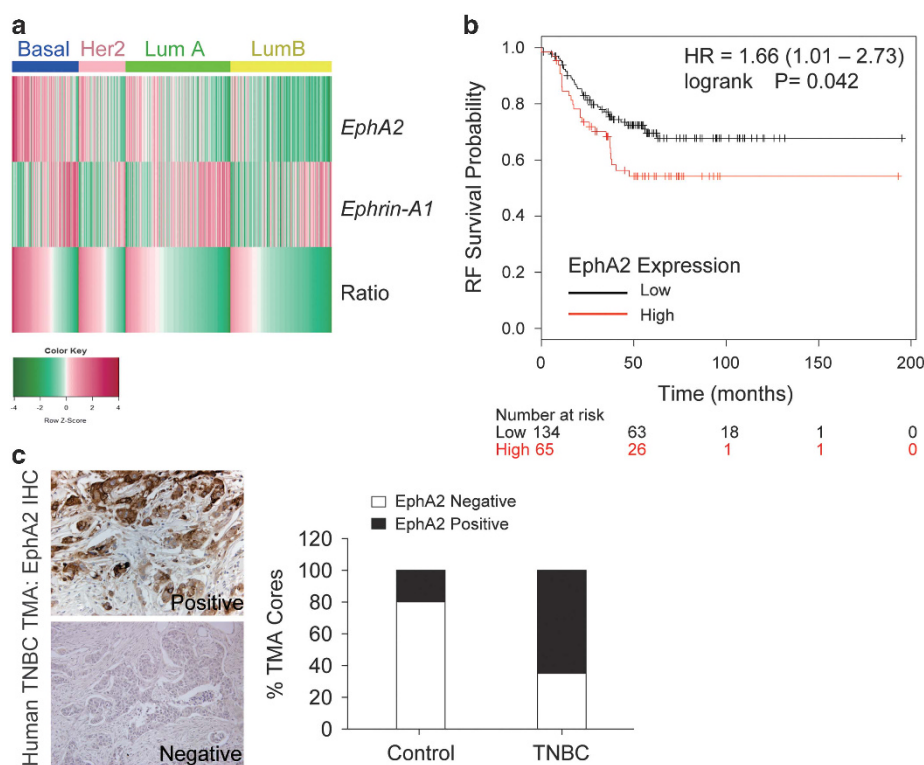 a
Basal Her2 Lum A LumB
EphA2
Ephrin-A1
Ratio
Color Key
-4 -2 0 2 4
Row Z-Score
b
HR = 1.66 (1.01 – 2.73)
logrank P= 0.042
RF Survival Probability
1.0
0.8
0.6
0.4
0.2
0.0
EphA2 Expression
Low
High
0 50 100 150 200
Time (months)
Number at risk
Low 134 63 18 1 0
High 65 26 1 1 0
c
Human TNBC TMA: EphA2 IHC
Positive
Negative
EphA2 Negative
EphA2 Positive
% TMA Cores
120
100
80
60
40
20
0
Control TNBC